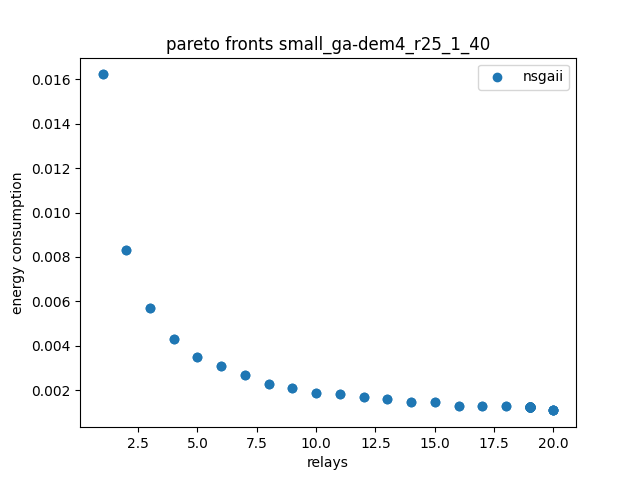 pareto fronts small_ga-dem4_r25_1_40
nsgaii
0.016
0.014
0.012
0.010
0.008
0.006
0.004
0.002
energy consumption
2.5 5.0 7.5 10.0 12.5 15.0 17.5 20.0
relays